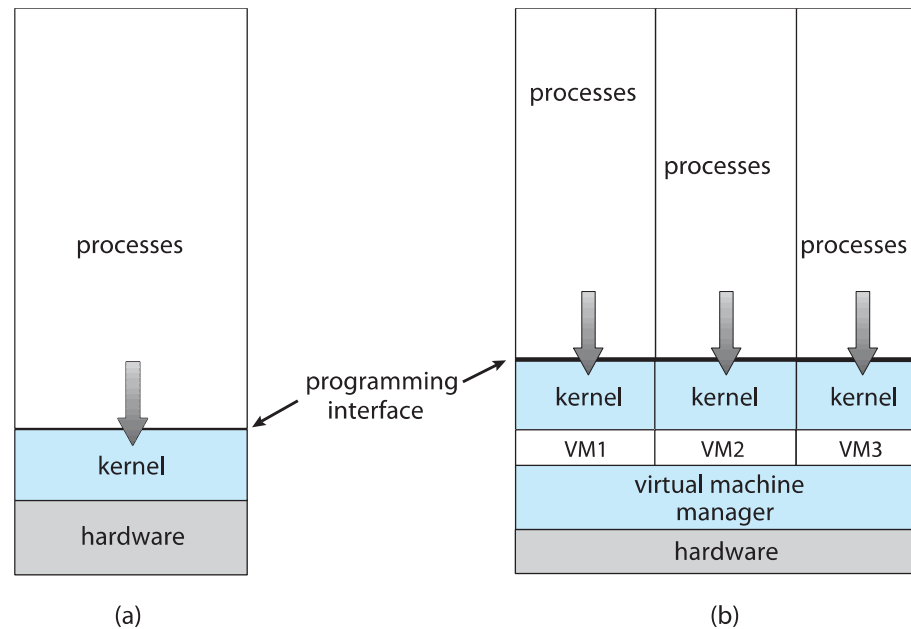 processes
programming
interface
kernel
hardware
(a)
processes
processes
processes
kernel
kernel
kernel
VM1
VM2
VM3
virtual machine
manager
hardware
(b)